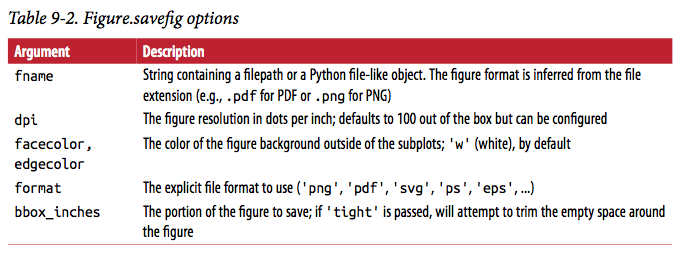 Table 9-2. Figure.savefig options
Argument Description
fname String containing a filepath or a Python file-like object. The figure format is inferred from the file
extension (e.g., .pdf for PDF or .png for PNG)
dpi The figure resolution in dots per inch; defaults to 100 out of the box but can be configured
facecolor, The color of the figure background outside of the subplots; 'w' (white), by default
edgecolor
format The explicit file format to use ('png', 'pdf', 'svg', 'ps', 'eps', ...)
bbox_inches The portion of the figure to save; if 'tight' is passed, will attempt to trim the empty space around
the figure